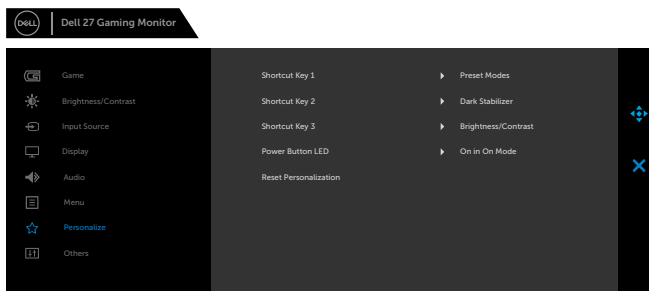 DELL
Dell 27 Gaming Monitor
Game
Shortcut Key 1 Preset Modes
Brightness/Contrast
Shortcut Key 2 Dark Stabilizer
Input Source
Shortcut Key 3 Brightness/Contrast
Display
Power Button LED On in On Mode
Audio
Reset Personalization
Menu
Personalize
Others